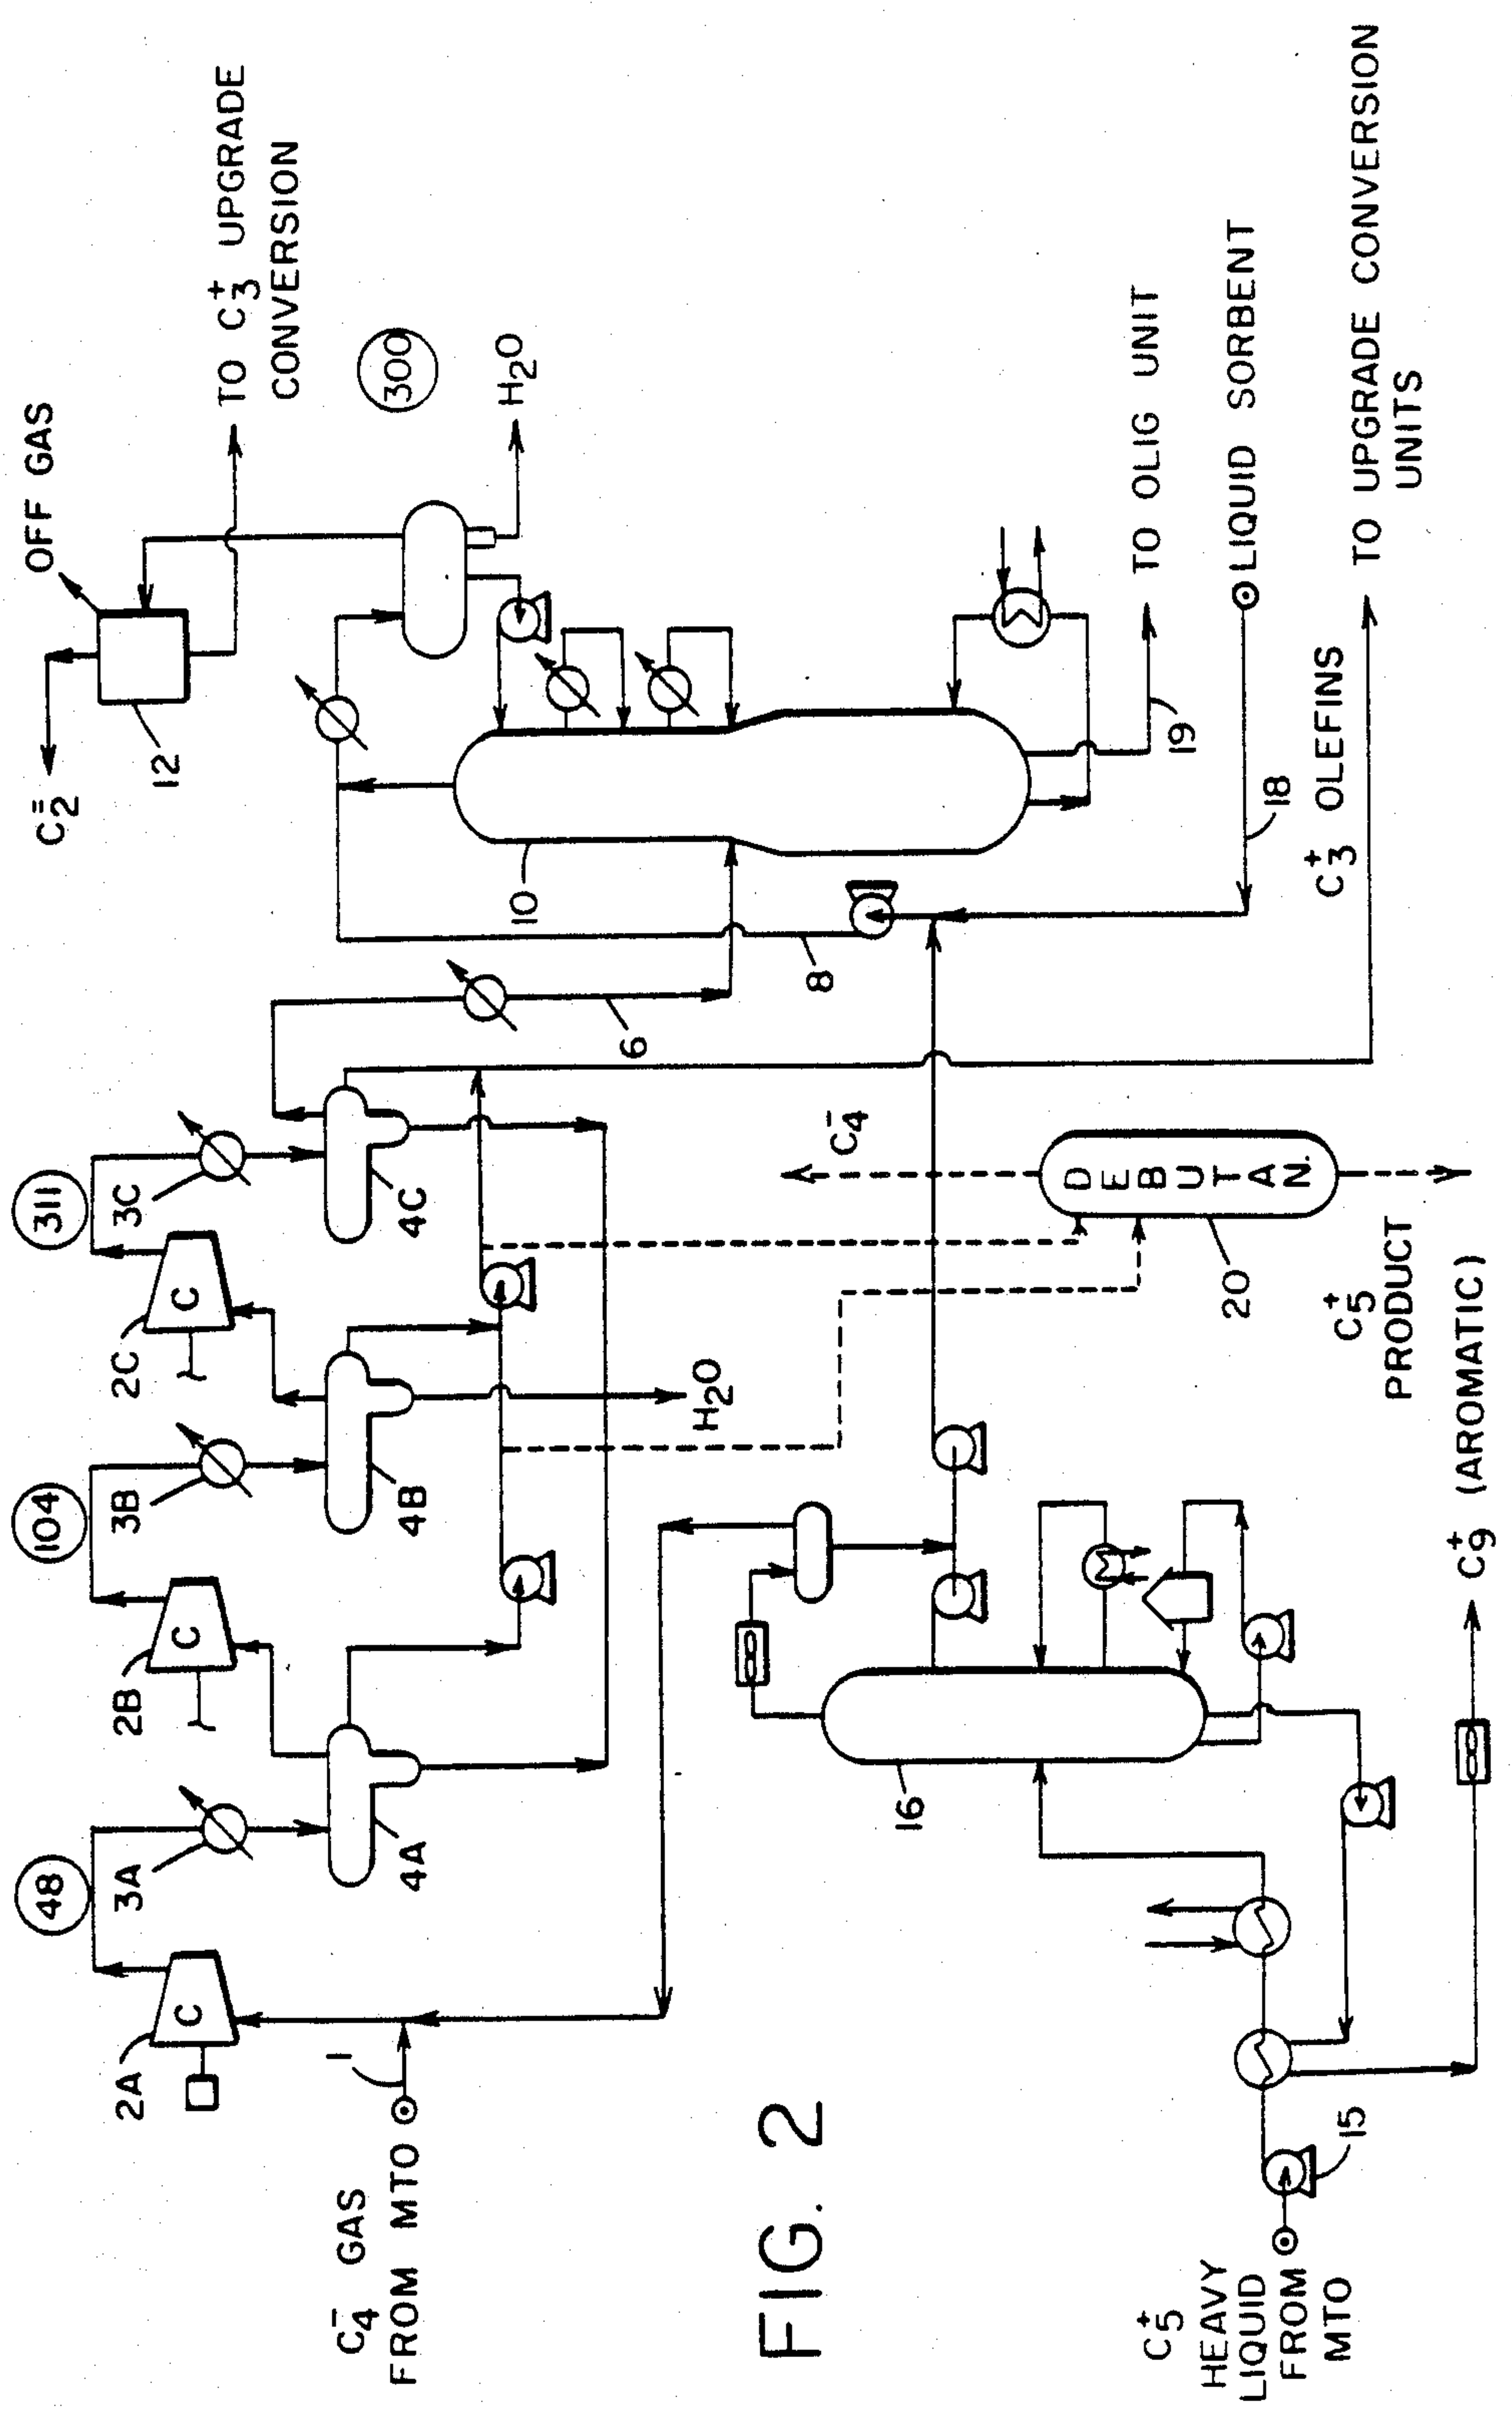 OFF GAS
C₂⁼
12
TO C₃⁺ UPGRADE
CONVERSION
300
H₂O
311
3C
2C
C
4C
104
3B
2B
C
4B
H₂O
48
3A
2A
C
4A
1
C₄⁻ GAS
FROM MTO
6
8
10
TO OLIG UNIT
19
LIQUID SORBENT
18
C₃⁺ OLEFINS
TO UPGRADE CONVERSION
UNITS
C₄⁻
DEBUTAN.
20
C₅⁺
PRODUCT
16
C₉⁺ (AROMATIC)
15
C₅⁺
HEAVY
LIQUID
FROM
MTO
FIG. 2